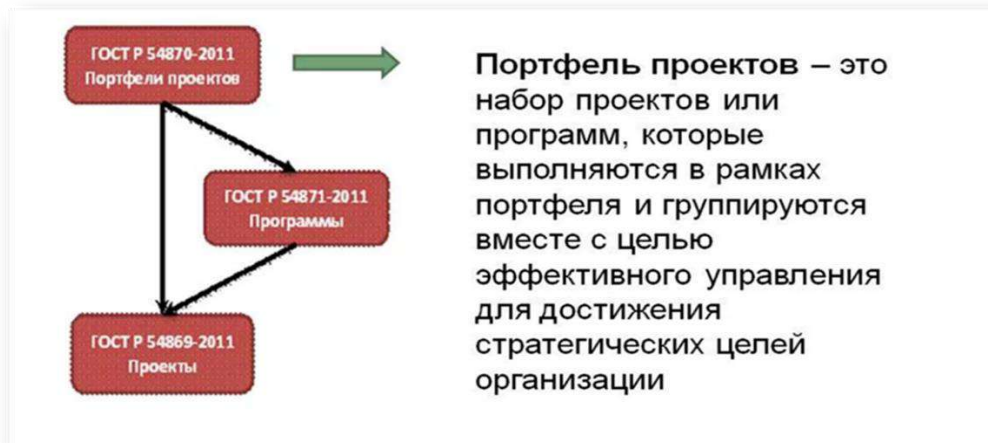 ГОСТ Р 54870-2011
Портфели проектов
ГОСТ Р 54871-2011
Программы
ГОСТ Р 54869-2011
Проекты
Портфель проектов – это
набор проектов или
программ, которые
выполняются в рамках
портфеля и группируются
вместе с целью
эффективного управления
для достижения
стратегических целей
организации